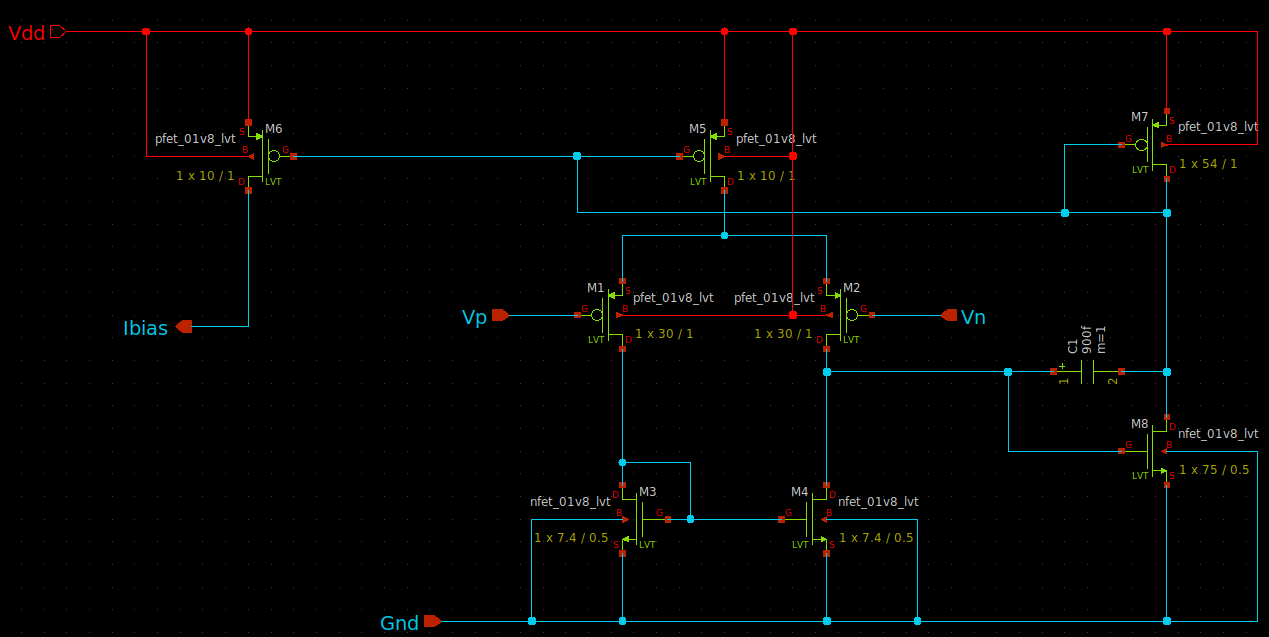 Vdd
M6
pfet_01v8_lvt
S
B
G
D
1 x 10 / 1
LVT
M5
pfet_01v8_lvt
S
G
B
D
1 x 10 / 1
LVT
M7
pfet_01v8_lvt
S
G
B
D
1 x 54 / 1
LVT
Ibias
Vp
M1
pfet_01v8_lvt
S
G
B
D
1 x 30 / 1
LVT
M2
pfet_01v8_lvt
S
B
G
D
1 x 30 / 1
LVT
Vn
C1
900f
m=1
+
1
2
M8
nfet_01v8_lvt
D
G
B
S
1 x 75 / 0.5
LVT
M3
nfet_01v8_lvt
D
B
G
S
1 x 7.4 / 0.5
LVT
M4
nfet_01v8_lvt
D
G
B
S
1 x 7.4 / 0.5
LVT
Gnd